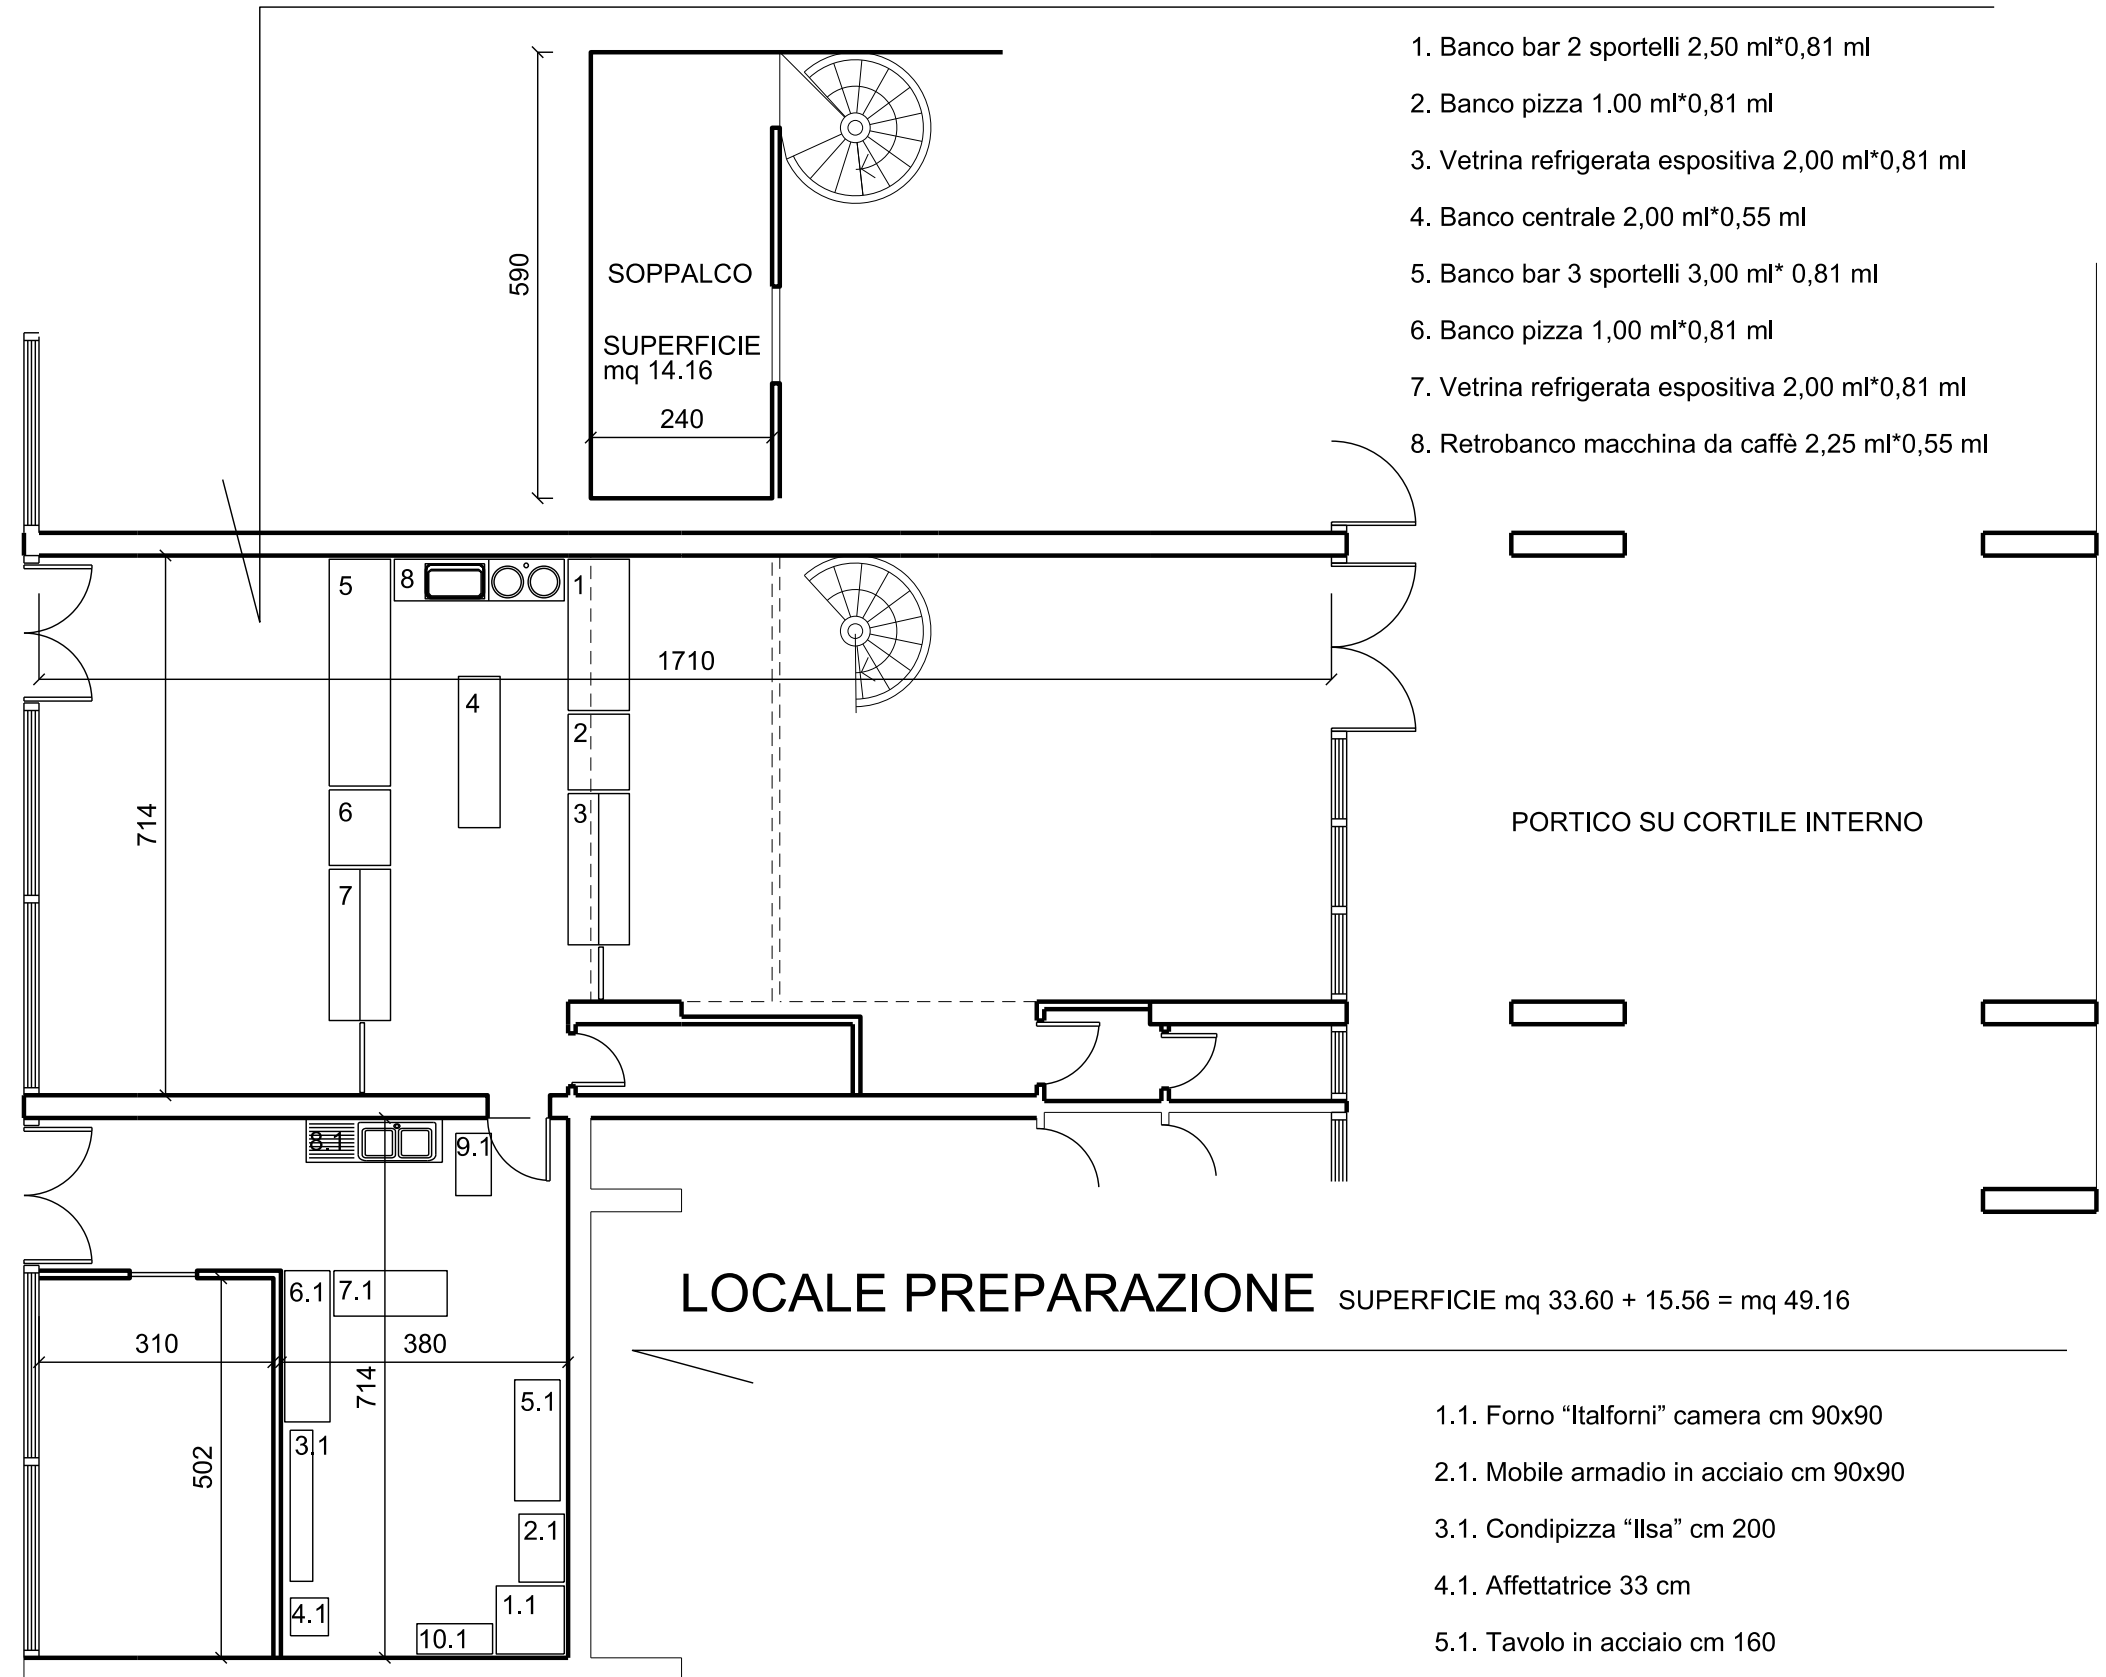 1. Banco bar 2 sportelli 2,50 ml*0,81 ml
2. Banco pizza 1.00 ml*0,81 ml
3. Vetrina refrigerata espositiva 2,00 ml*0,81 ml
4. Banco centrale 2,00 ml*0,55 ml
5. Banco bar 3 sportelli 3,00 ml* 0,81 ml
6. Banco pizza 1,00 ml*0,81 ml
7. Vetrina refrigerata espositiva 2,00 ml*0,81 ml
8. Retrobanco macchina da caffè 2,25 ml*0,55 ml
590
SOPPALCO
SUPERFICIE
mq 14.16
240
5
8
1
1710
4
2
714
6
3
7
PORTICO SU CORTILE INTERNO
8.1
9.1
6.1
7.1
310
380
714
502
5.1
3.1
2.1
1.1
4.1
10.1
LOCALE PREPARAZIONE SUPERFICIE mq 33.60 + 15.56 = mq 49.16
1.1. Forno “Italforni” camera cm 90x90
2.1. Mobile armadio in acciaio cm 90x90
3.1. Condipizza “Ilsa” cm 200
4.1. Affettatrice 33 cm
5.1. Tavolo in acciaio cm 160